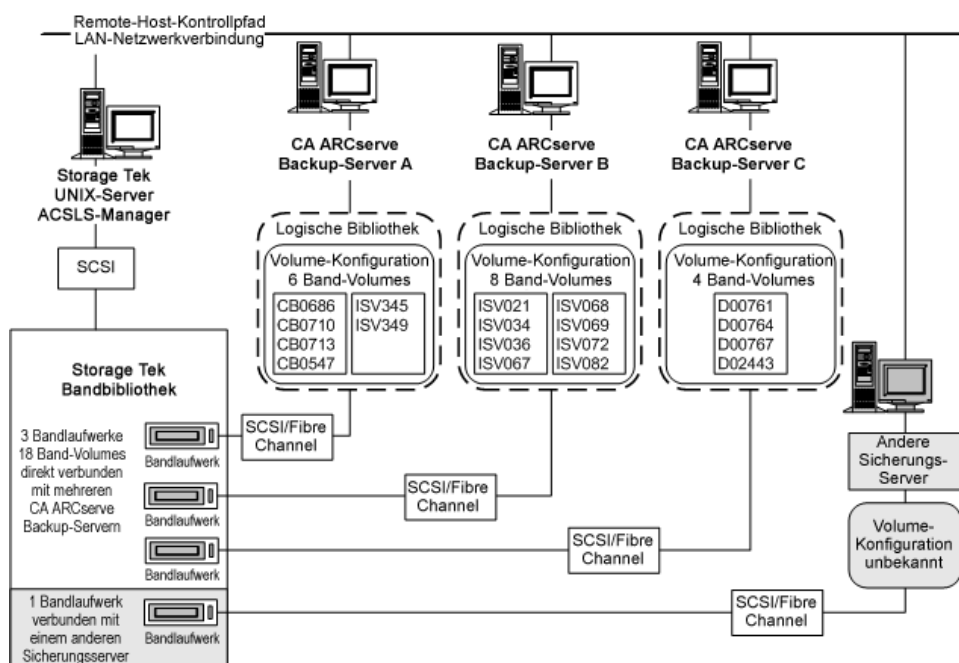 Remote-Host-Kontrollpfad
LAN-Netzwerkverbindung
Storage Tek
UNIX-Server
ACSLS-Manager
SCSI
CA ARCserve
Backup-Server A
CA ARCserve
Backup-Server B
CA ARCserve
Backup-Server C
Logische Bibliothek
Volume-Konfiguration
6 Band-Volumes
CB0686
CB0710
CB0713
CB0547
ISV345
ISV349
Logische Bibliothek
Volume-Konfiguration
8 Band-Volumes
ISV021
ISV034
ISV036
ISV067
ISV068
ISV069
ISV072
ISV082
Logische Bibliothek
Volume-Konfiguration
4 Band-Volumes
D00761
D00764
D00767
D02443
Storage Tek
Bandbibliothek
3 Bandlaufwerke
18 Band-Volumes
direkt verbunden
mit mehreren
CA ARCserve
Backup-Servern
Bandlaufwerk
Bandlaufwerk
Bandlaufwerk
SCSI/Fibre
Channel
SCSI/Fibre
Channel
SCSI/Fibre
Channel
Andere
Sicherungs-
Server
Volume-
Konfiguration
unbekannt
1 Bandlaufwerk
verbunden mit
einem anderen
Sicherungsserver
Bandlaufwerk
SCSI/Fibre
Channel